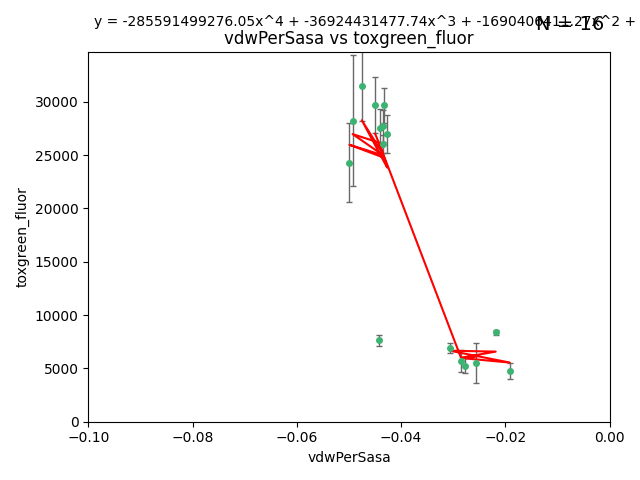 y = -285591499276.05x^4 + -36924431477.74x^3 + -1690406411.27x^2 +
N = 16
vdwPerSasa vs toxgreen_fluor
toxgreen_fluor
30000
25000
20000
15000
10000
5000
0
−0.10 −0.08 −0.06 −0.04 −0.02 0.00
vdwPerSasa